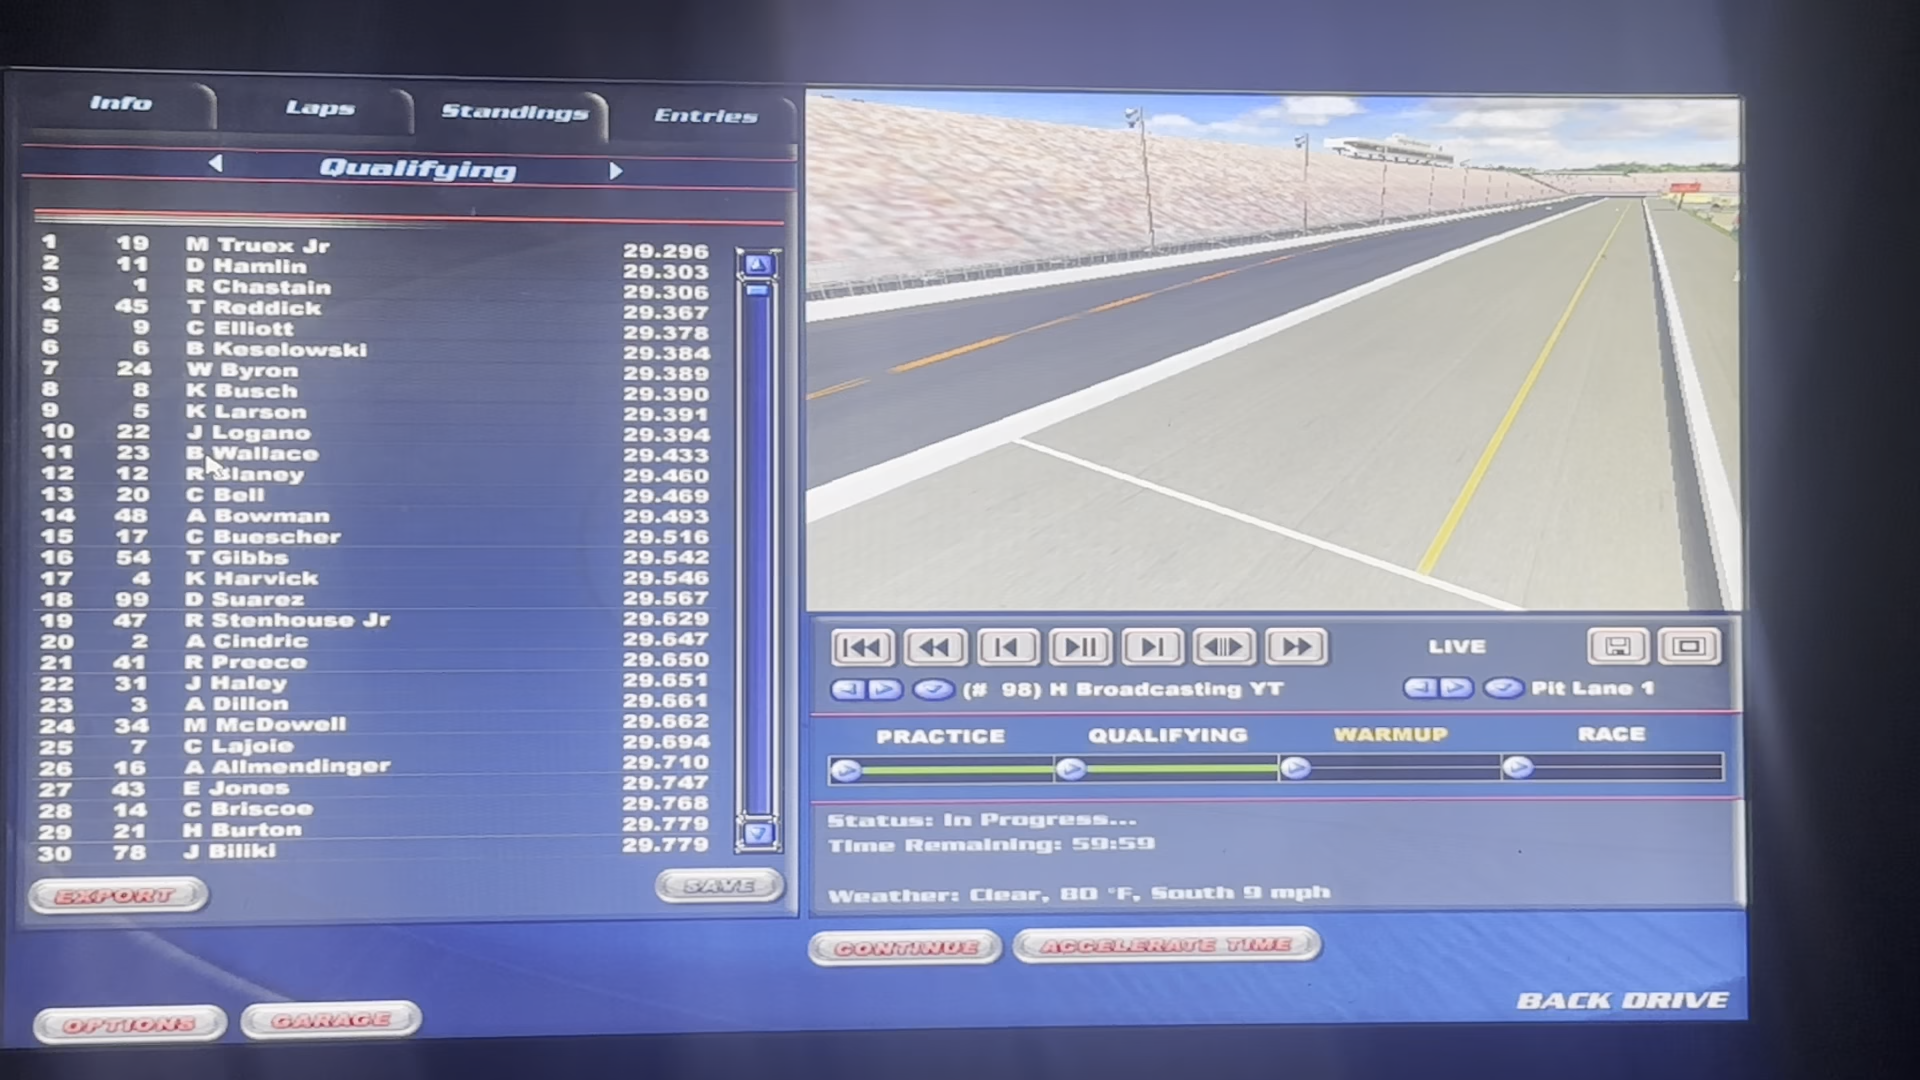 Info Laps Standings Entries
Qualifying
1 19 M Truex Jr 29.296
2 11 D Hamlin 29.303
3 1 R Chastain 29.306
4 45 T Reddick 29.367
5 9 C Elliott 29.378
6 6 B Keselowski 29.384
7 24 W Byron 29.389
8 8 K Busch 29.390
9 5 K Larson 29.391
10 22 J Logano 29.394
11 23 B Wallace 29.433
12 12 R Blaney 29.460
13 20 C Bell 29.469
14 48 A Bowman 29.493
15 17 C Buescher 29.516
16 54 T Gibbs 29.542
17 4 K Harvick 29.546
18 99 D Suarez 29.567
19 47 R Stenhouse Jr 29.629
20 2 A Cindric 29.647
21 41 R Preece 29.650
22 31 J Haley 29.651
23 3 A Dillon 29.661
24 34 M McDowell 29.662
25 7 C Lajoie 29.694
26 16 A Allmendinger 29.710
27 43 E Jones 29.747
28 14 C Briscoe 29.768
29 21 H Burton 29.779
30 78 J Bilicki 29.779
EXPORT SAVE
OPTIONS GARAGE
LIVE
(# 98) H Broadcasting YT Pit Lane 1
PRACTICE QUALIFYING WARMUP RACE
Status: In Progress...
Time Remaining: 59:59
Weather: Clear, 80 °F, South 9 mph
CONTINUE ACCELERATE TIME
BACK DRIVE